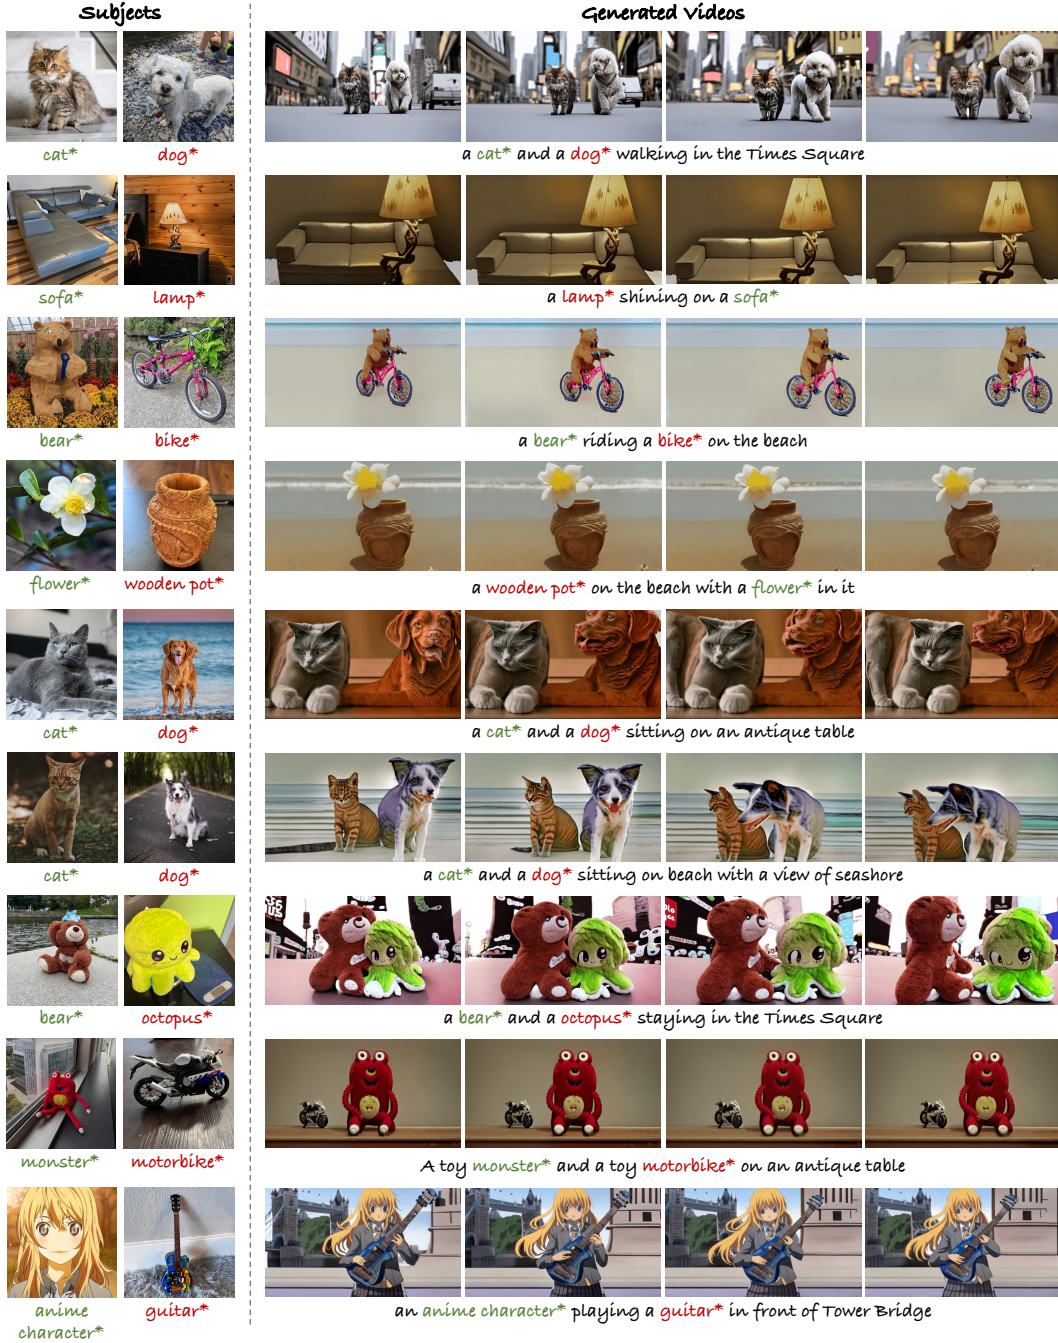 Subjects
Generated Videos
cat*
dog*
a cat* and a dog* walking in the Times Square
sofa*
lamp*
a lamp* shining on a sofa*
bear*
bike*
a bear* riding a bike* on the beach
flower*
wooden pot*
a wooden pot* on the beach with a flower* in it
cat*
dog*
a cat* and a dog* sitting on an antique table
cat*
dog*
a cat* and a dog* sitting on beach with a view of seashore
bear*
octopus*
a bear* and a octopus* staying in the Times Square
monster*
motorbike*
A toy monster* and a toy motorbike* on an antique table
anime
character*
guitar*
an anime character* playing a guitar* in front of Tower Bridge